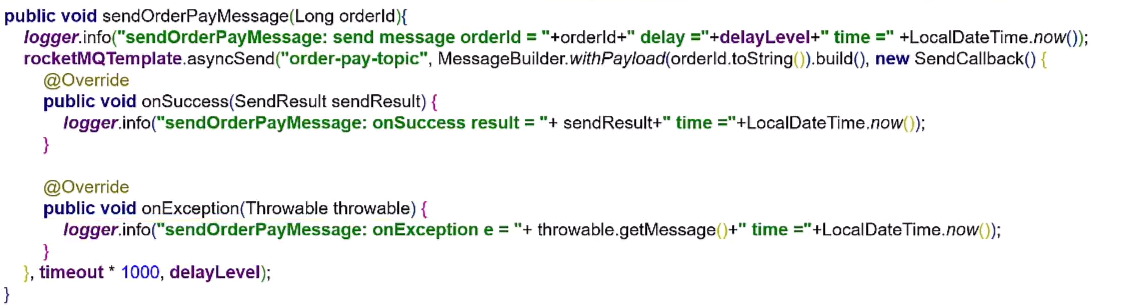 public void sendOrderPayMessage(Long orderId){
logger.info("sendOrderPayMessage: send message orderId = "+orderId+" delay ="+delayLevel+" time =" +LocalDateTime.now());
rocketMQTemplate.asyncSend("order-pay-topic", MessageBuilder.withPayload(orderId.toString()).build(), new SendCallback() {
@Override
public void onSuccess(SendResult sendResult) {
logger.info("sendOrderPayMessage: onSuccess result = "+ sendResult+" time ="+LocalDateTime.now());
}
@Override
public void onException(Throwable throwable) {
logger.info("sendOrderPayMessage: onException e = "+ throwable.getMessage()+" time ="+LocalDateTime.now());
}
}, timeout * 1000, delayLevel);
}